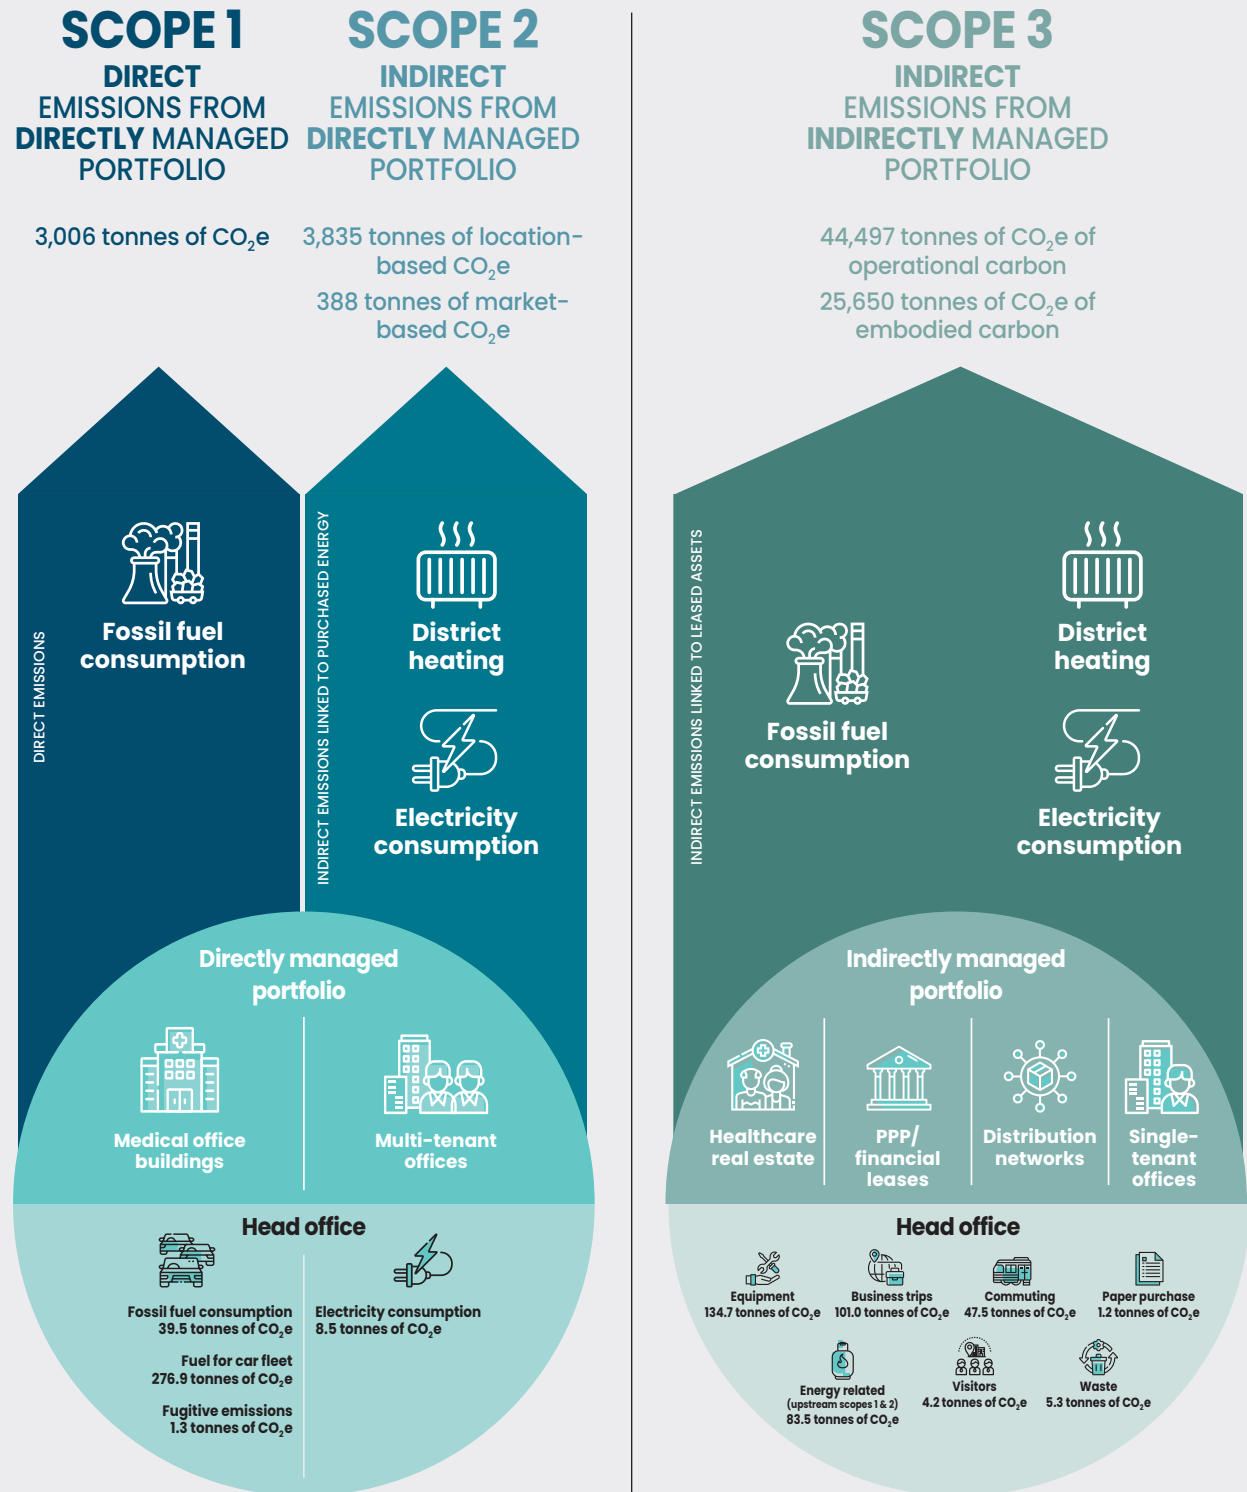 SCOPE 1
DIRECT
EMISSIONS FROM
DIRECTLY MANAGED
PORTFOLIO
3,006 tonnes of CO₂e
SCOPE 2
INDIRECT
EMISSIONS FROM
DIRECTLY MANAGED
PORTFOLIO
3,835 tonnes of location-
based CO₂e
388 tonnes of market-
based CO₂e
SCOPE 3
INDIRECT
EMISSIONS FROM
INDIRECTLY MANAGED
PORTFOLIO
44,497 tonnes of CO₂e of
operational carbon
25,650 tonnes of CO₂e of
embodied carbon
DIRECT EMISSIONS
Fossil fuel
consumption
INDIRECT EMISSIONS LINKED TO PURCHASED ENERGY
District
heating
Electricity
consumption
INDIRECT EMISSIONS LINKED TO LEASED ASSETS
Fossil fuel
consumption
District
heating
Electricity
consumption
Directly managed
portfolio
Medical office
buildings
Multi-tenant
offices
Head office
Fossil fuel consumption
39.5 tonnes of CO₂e
Fuel for car fleet
276.9 tonnes of CO₂e
Fugitive emissions
1.3 tonnes of CO₂e
Electricity consumption
8.5 tonnes of CO₂e
Indirectly managed
portfolio
Healthcare
real estate
PPP/
financial
leases
Distribution
networks
Single-
tenant
offices
Head office
Equipment
134.7 tonnes of CO₂e
Business trips
101.0 tonnes of CO₂e
Commuting
47.5 tonnes of CO₂e
Paper purchase
1.2 tonnes of CO₂e
Energy related
(upstream scopes 1 & 2)
83.5 tonnes of CO₂e
Visitors
4.2 tonnes of CO₂e
Waste
5.3 tonnes of CO₂e